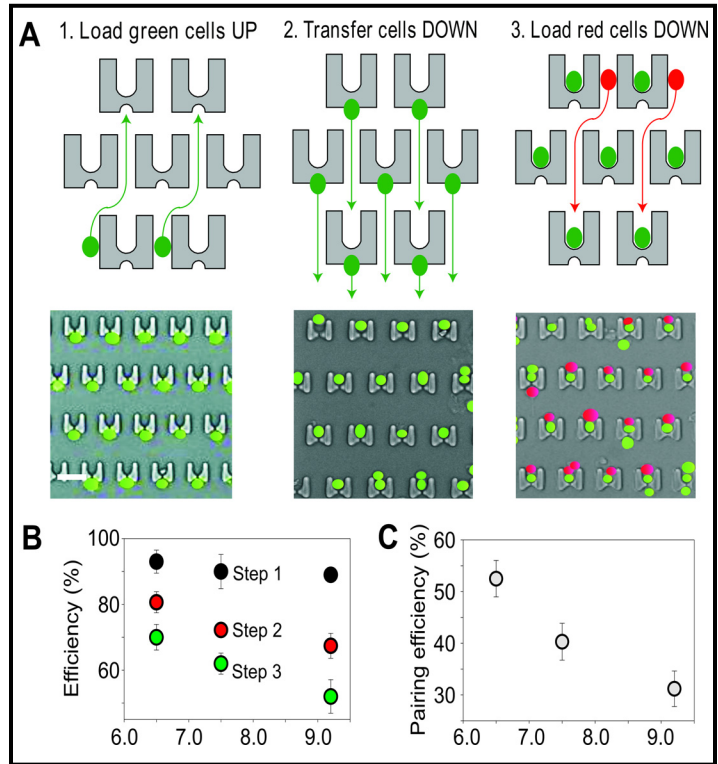 A
1. Load green cells UP
2. Transfer cells DOWN
3. Load red cells DOWN
B
Efficiency (%)
100
80
60
Step 1
Step 2
Step 3
6.0 7.0 8.0 9.0
C
Pairing efficiency (%)
60
50
40
30
6.0 7.0 8.0 9.0